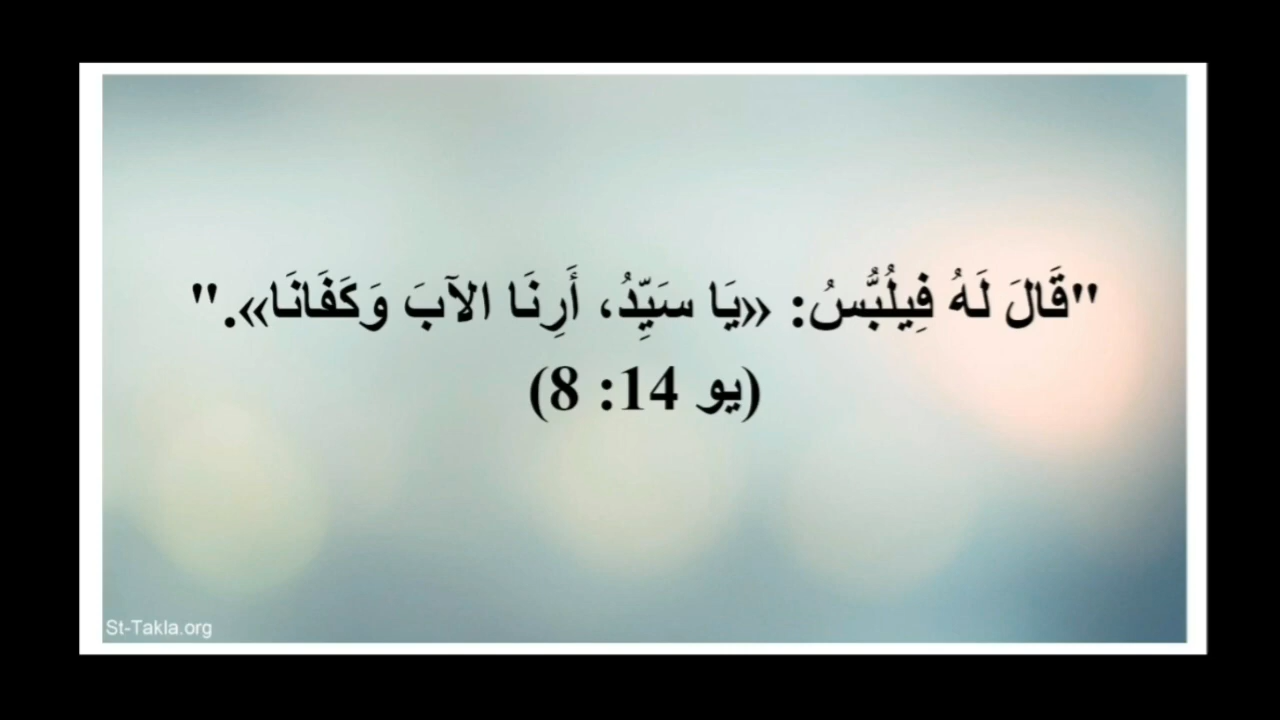 "قَالَ لَهُ فِيلُبُّسُ: «يَا سَيِّدُ، أَرِنَا الآبَ وَكَفَانَا»."
(يو 14: 8)
St-Takla.org